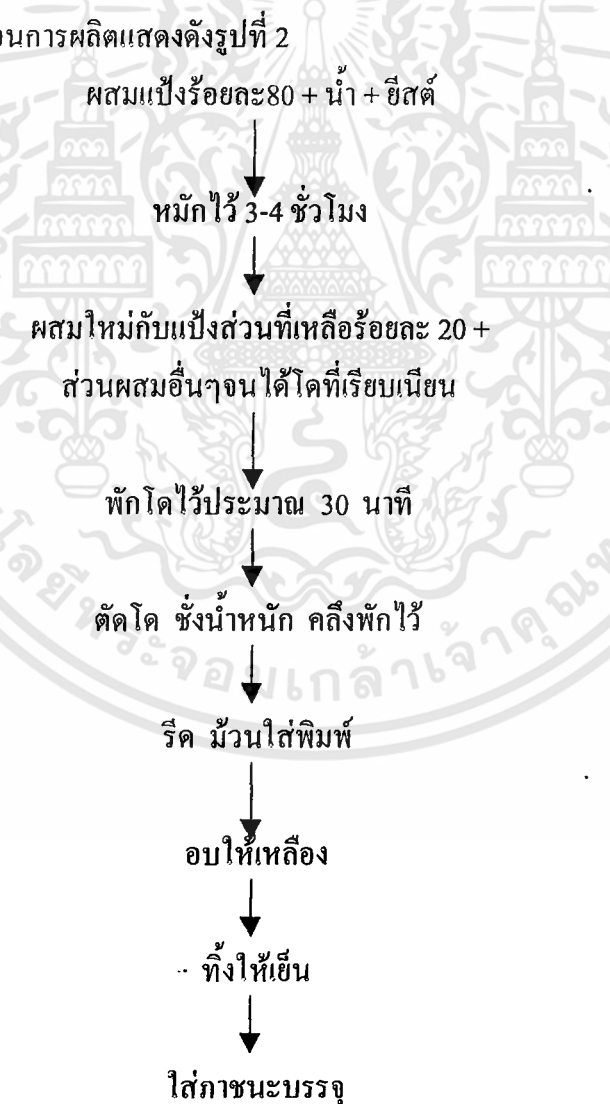 นการผลิตแสดงดังรูปที่ 2
ผสมแป้งร้อยละ80 + น้ำ + ยีสต์
หมักไว้ 3-4 ชั่วโมง
ผสมใหม่กับแป้งส่วนที่เหลือร้อยละ 20 +
ส่วนผสมอื่นๆจนได้โดที่เรียบเนียน
พักโดไว้ประมาณ 30 นาที
ตัดโด ชั่งน้ำหนัก คลึงพักไว้
รีด ม้วนใส่พิมพ์
อบให้เหลือง
ทิ้งให้เย็น
ใส่ภาชนะบรรจุ